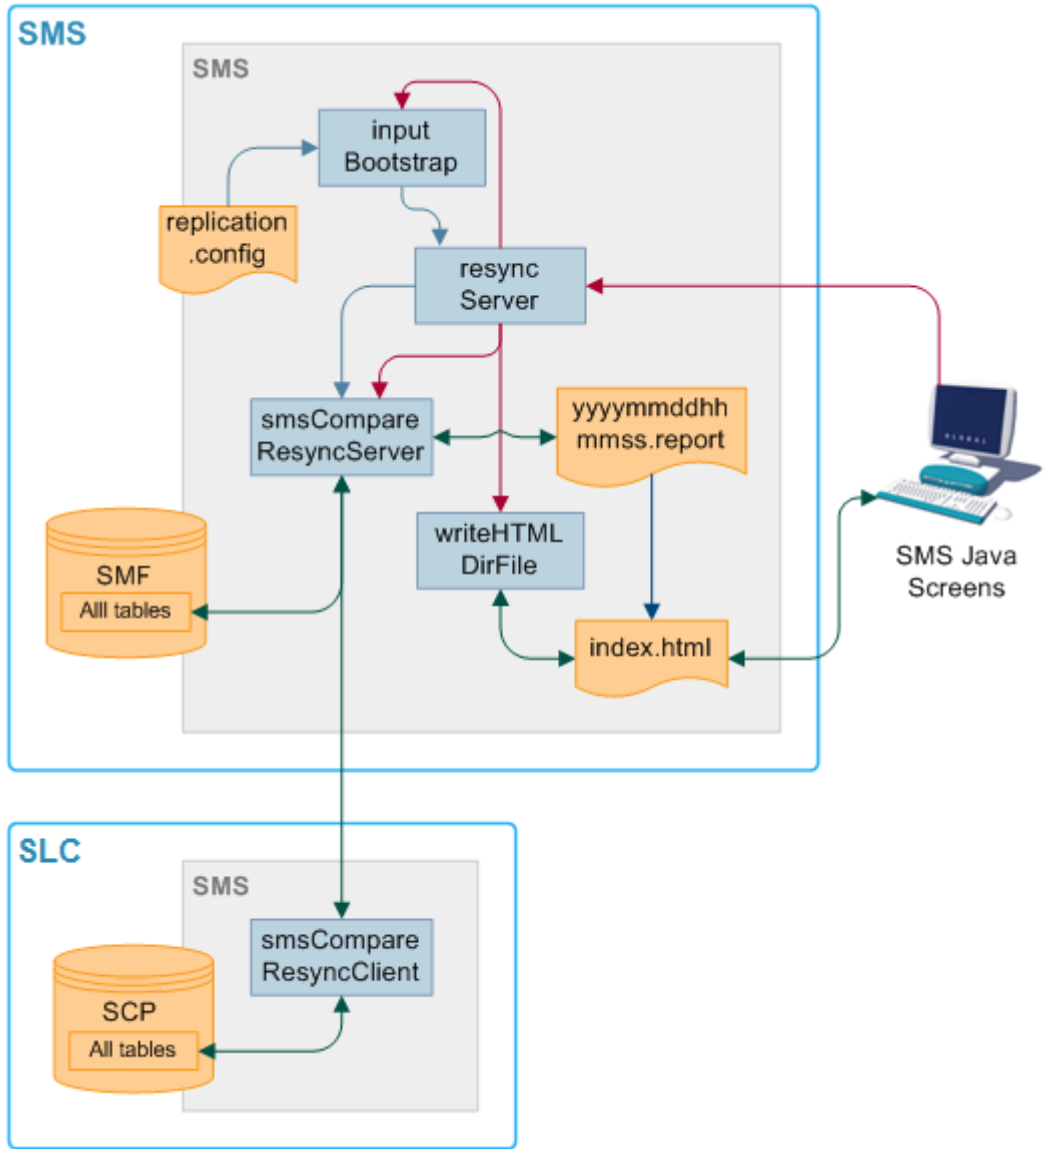 SMS
SMS
input
Bootstrap
replication
.config
resync
Server
smsCompare
ResyncServer
yyyymmddhh
mmss.report
GLOBAL
SMS Java
Screens
writeHTML
DirFile
SMF
Alll tables
index.html
SLC
SMS
smsCompare
ResyncClient
SCP
All tables